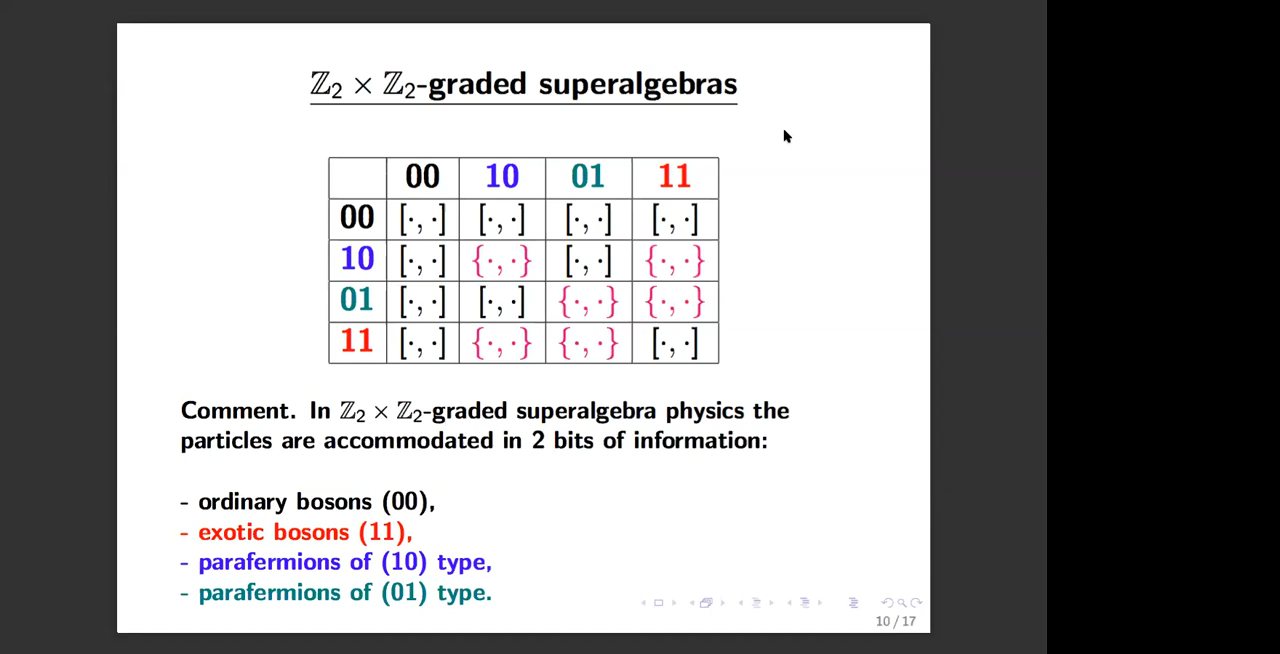 ℤ₂ × ℤ₂-graded superalgebras
00 10 01 11
00 [·, ·] [·, ·] [·, ·] [·, ·]
10 [·, ·] {·, ·} [·, ·] {·, ·}
01 [·, ·] [·, ·] {·, ·} {·, ·}
11 [·, ·] {·, ·} {·, ·} [·, ·]
Comment. In ℤ₂ × ℤ₂-graded superalgebra physics the
particles are accommodated in 2 bits of information:
- ordinary bosons (00),
- exotic bosons (11),
- parafermions of (10) type,
- parafermions of (01) type.
10 / 17